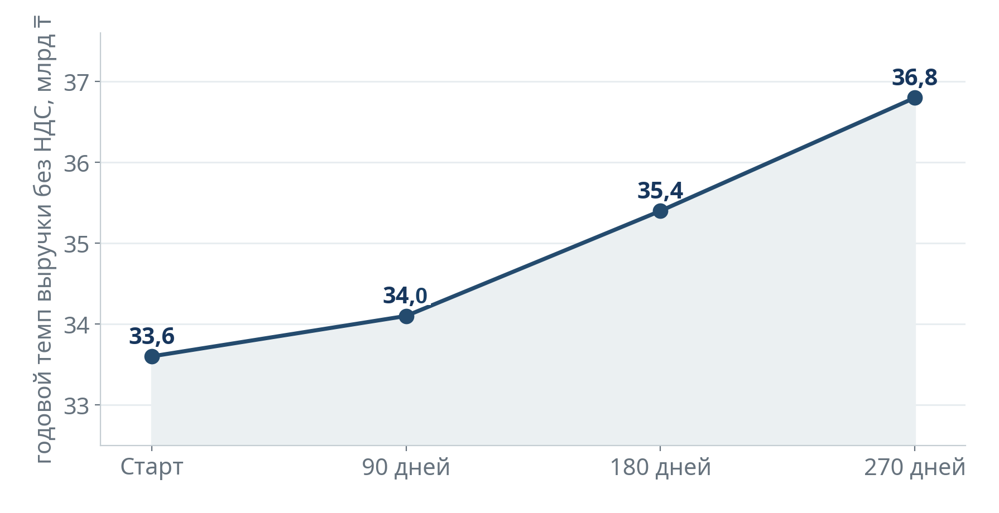 годовой темп выручки без НДС, млрд ₸
37
36
35
34
33
33,6
34,0
35,4
36,8
Старт
90 дней
180 дней
270 дней